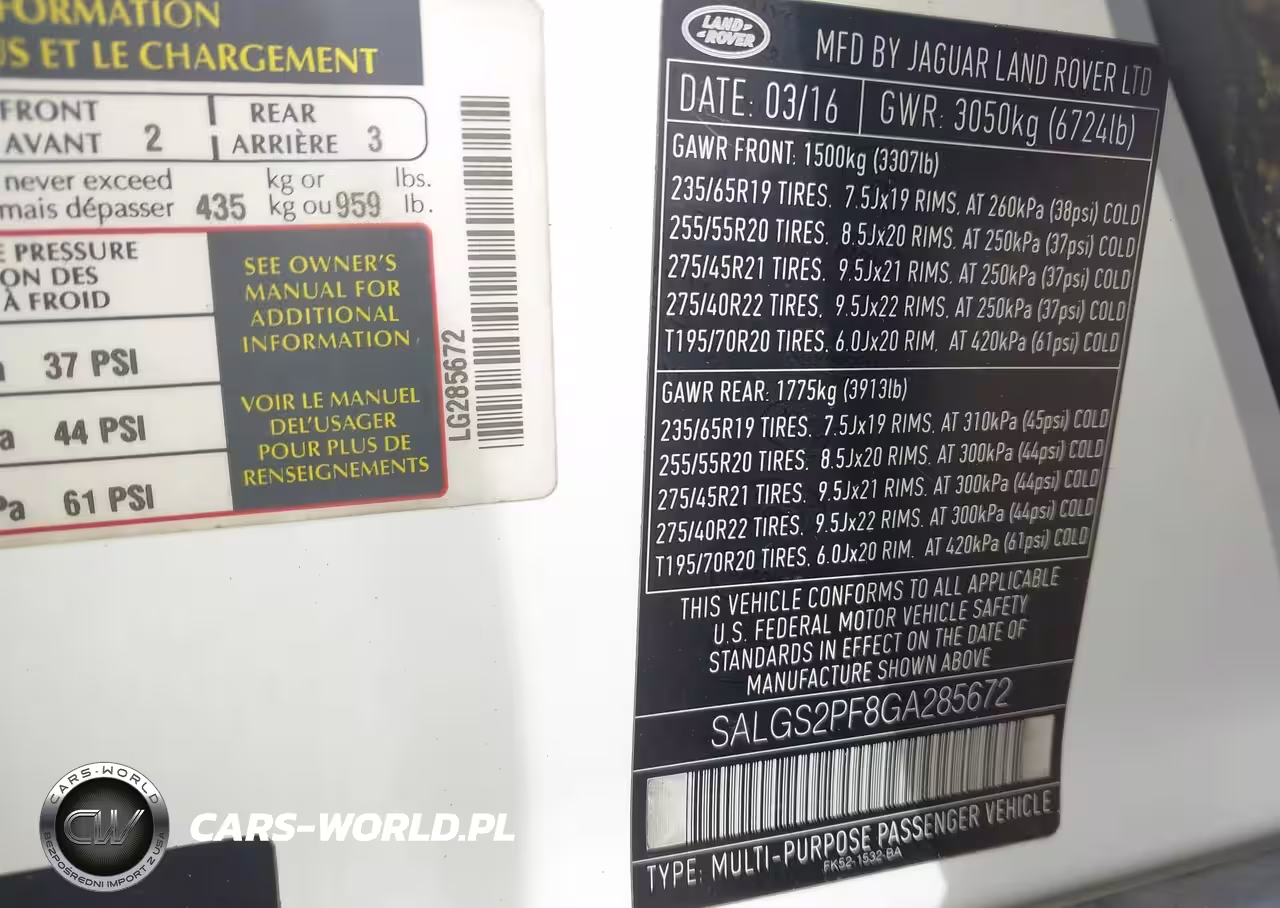 FORMATION
US ET LE CHARGEMENT
FRONT
AVANT 2
REAR
ARRIÈRE 3
never exceed
kg or lbs.
mais dépasser 435 kg ou 959 lb.
E PRESSURE
ON DES
À FROID
37 PSI
a 44 PSI
Pa 61 PSI
SEE OWNER'S
MANUAL FOR
ADDITIONAL
INFORMATION
VOIR LE MANUEL
DEL'USAGER
POUR PLUS DE
RENSEIGNEMENTS
LG285672
LAND
ROVER
MFD BY JAGUAR LAND ROVER LTD
DATE: 03/16
GWR: 3050kg (6724lb)
GAWR FRONT: 1500kg (3307lb)
235/65R19 TIRES. 7.5Jx19 RIMS. AT 260kPa (38psi) COLD
255/55R20 TIRES. 8.5Jx20 RIMS. AT 250kPa (37psi) COLD
275/45R21 TIRES. 9.5Jx21 RIMS. AT 250kPa (37psi) COLD
275/40R22 TIRES. 9.5Jx22 RIMS. AT 250kPa (37psi) COLD
T195/70R20 TIRES. 6.0Jx20 RIM. AT 420kPa (61psi) COLD
GAWR REAR: 1775kg (3913lb)
235/65R19 TIRES. 7.5Jx19 RIMS. AT 310kPa (45psi) COLD
255/55R20 TIRES. 8.5Jx20 RIMS. AT 300kPa (44psi) COLD
275/45R21 TIRES. 9.5Jx21 RIMS. AT 300kPa (44psi) COLD
275/40R22 TIRES. 9.5Jx22 RIMS. AT 300kPa (44psi) COLD
T195/70R20 TIRES. 6.0Jx20 RIM. AT 420kPa (61psi) COLD
THIS VEHICLE CONFORMS TO ALL APPLICABLE
U.S. FEDERAL MOTOR VEHICLE SAFETY
STANDARDS IN EFFECT ON THE DATE OF
MANUFACTURE SHOWN ABOVE
SALGS2PF8GA285672
TYPE: MULTI-PURPOSE PASSENGER VEHICLE
FK52-1532-BA
CARS-WORLD
CW
BEZPOŚREDNI IMPORT Z USA
CARS-WORLD.PL